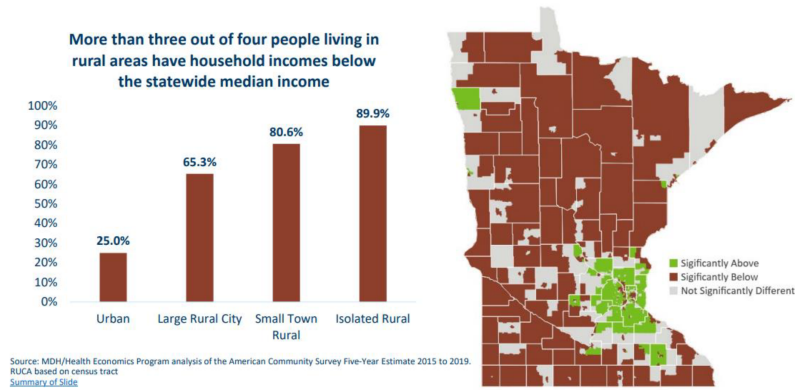 More than three out of four people living in
rural areas have household incomes below
the statewide median income
100%
90%
80%
70%
60%
50%
40%
30%
20%
10%
0%
25.0%
65.3%
80.6%
89.9%
Urban
Large Rural City
Small Town
Rural
Isolated Rural
Sigificantly Above
Sigificantly Below
Not Significantly Different
Source: MDH/Health Economics Program analysis of the American Community Survey Five-Year Estimate 2015 to 2019.
RUCA based on census tract
Summary of Slide